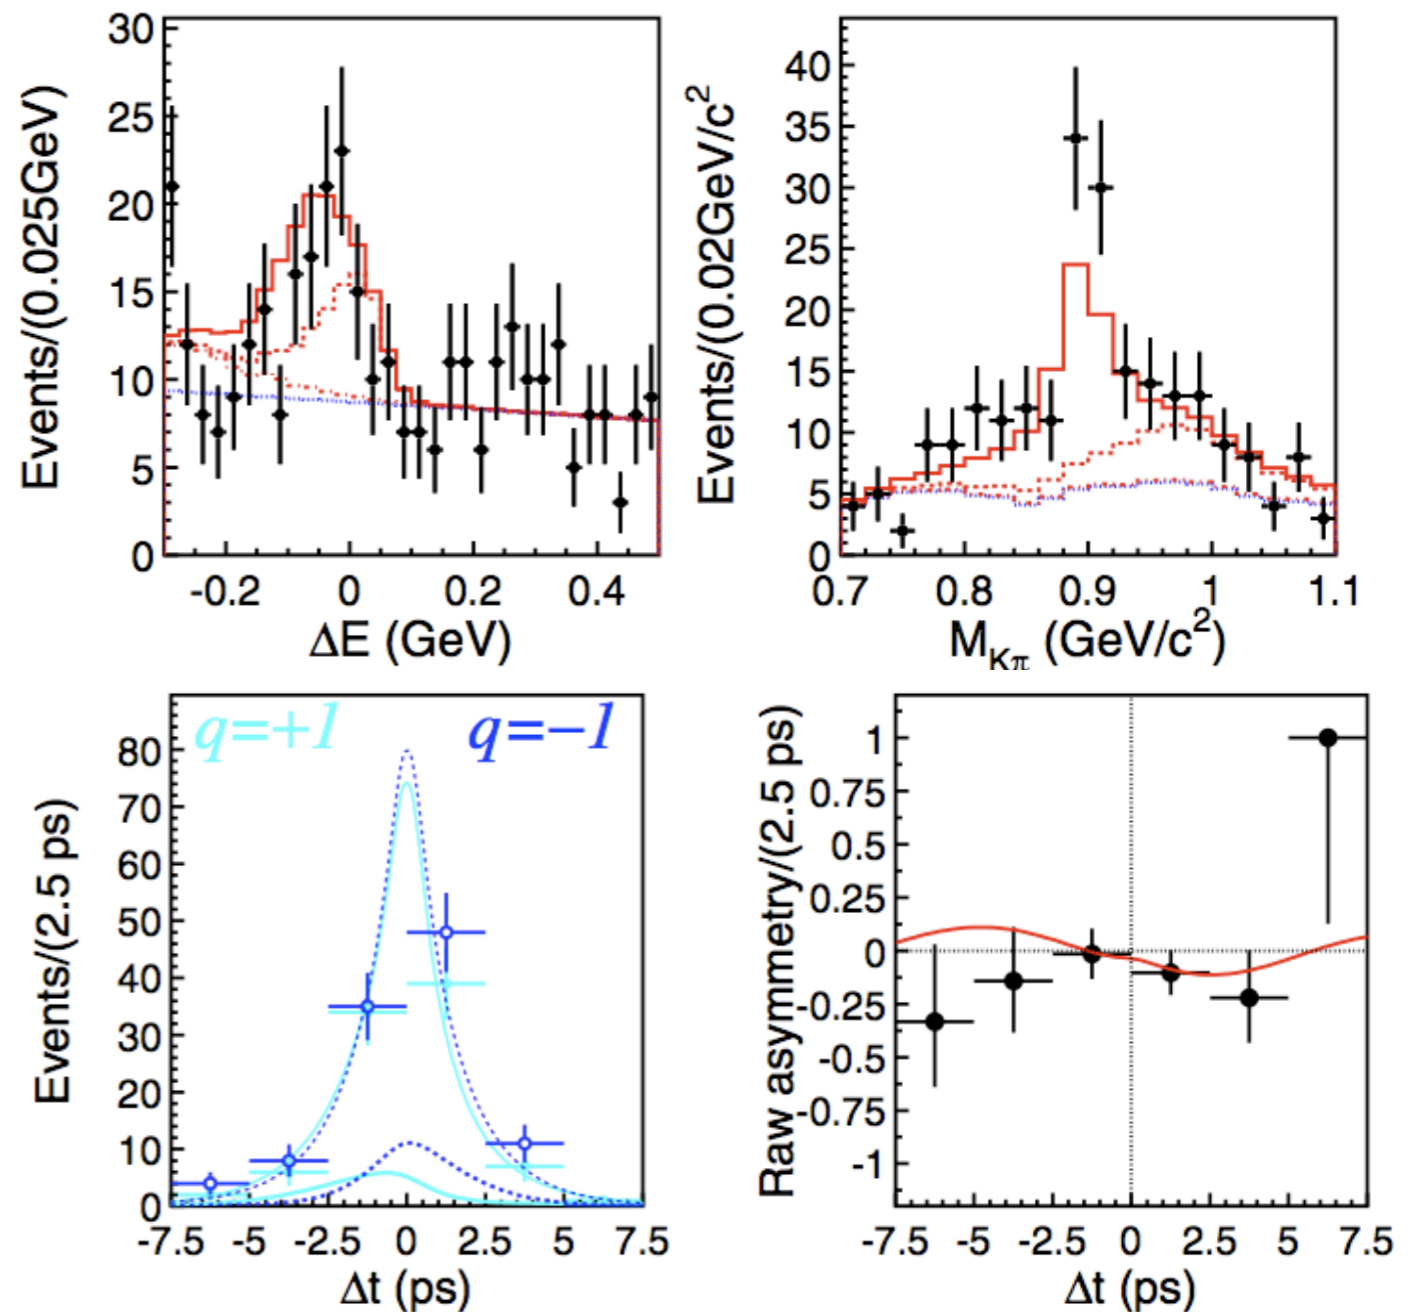 30
25
20
15
10
5
0
Events/(0.025GeV)
-0.2 0 0.2 0.4
ΔE (GeV)
40
35
30
25
20
15
10
5
0
Events/(0.02GeV/c²
0.7 0.8 0.9 1 1.1
M_Kπ (GeV/c²)
q=+1 q=−1
80
70
60
50
40
30
20
10
0
Events/(2.5 ps)
-7.5 -5 -2.5 0 2.5 5 7.5
Δt (ps)
1
0.75
0.5
0.25
0
-0.25
-0.5
-0.75
-1
Raw asymmetry/(2.5 ps)
-7.5 -5 -2.5 0 2.5 5 7.5
Δt (ps)